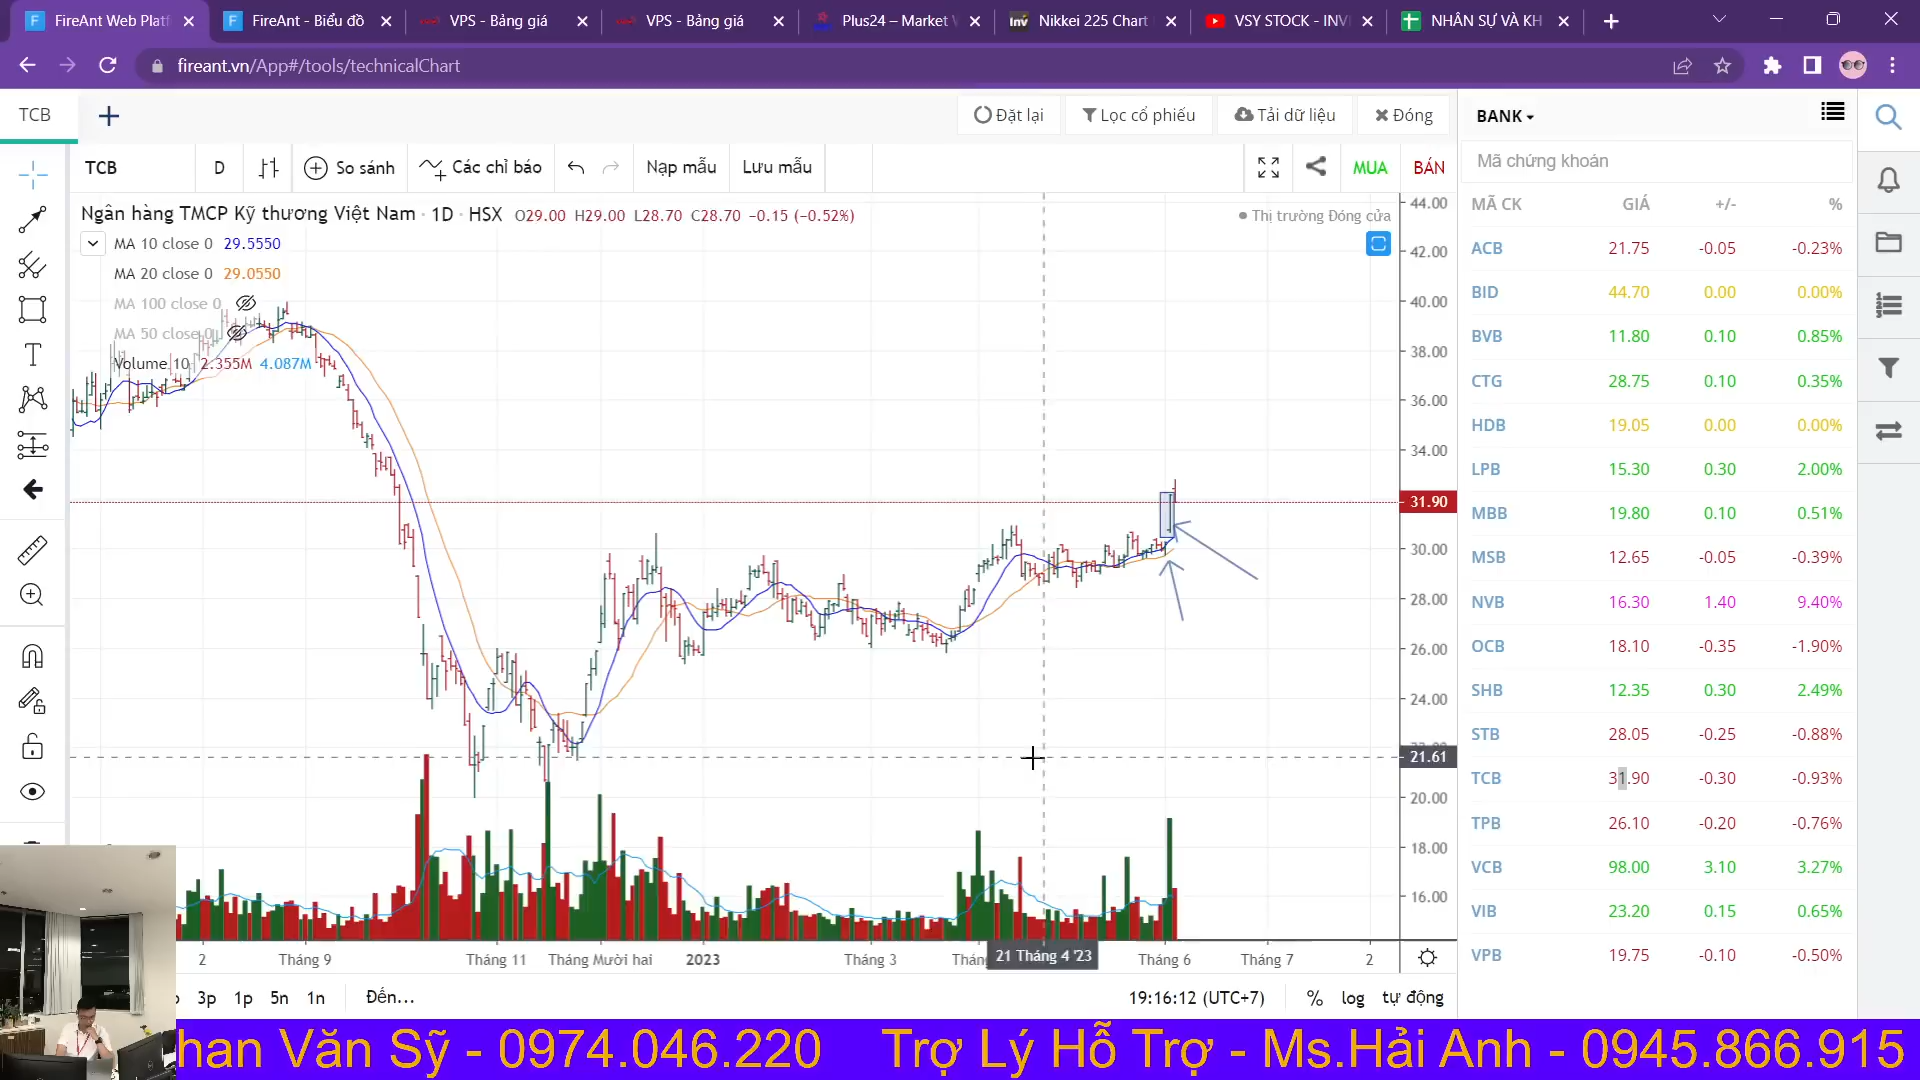 FireAnt Web Platf
FireAnt - Biểu đồ
VPS - Bảng giá
VPS - Bảng giá
Plus24 – Market
Nikkei 225 Chart
VSY STOCK - INV
NHÂN SỰ VÀ KH
fireant.vn/App#/tools/technicalChart
TCB
Đặt lại
Lọc cổ phiếu
Tải dữ liệu
Đóng
TCB
D
So sánh
Các chỉ báo
Nạp mẫu
Lưu mẫu
MUA
BÁN
Ngân hàng TMCP Kỹ thương Việt Nam · 1D · HSX O29.00 H29.00 L28.70 C28.70 −0.15 (−0.52%)
Thị trường Đóng cửa
MA 10 close 0 29.5550
MA 20 close 0 29.0550
MA 100 close 0
MA 50 close 0
Volume 10 2.355M 4.087M
44.00
42.00
40.00
38.00
36.00
34.00
31.90
30.00
28.00
26.00
24.00
21.61
20.00
18.00
16.00
2
Tháng 9
Tháng 11
Tháng Mười hai
2023
Tháng 3
21 Tháng 4 '23
Tháng 6
Tháng 7
2
3p 1p 5n 1n Đến...
19:16:12 (UTC+7) % log tự động
BANK
Mã chứng khoán
MÃ CK GIÁ +/- %
ACB 21.75 -0.05 -0.23%
BID 44.70 0.00 0.00%
BVB 11.80 0.10 0.85%
CTG 28.75 0.10 0.35%
HDB 19.05 0.00 0.00%
LPB 15.30 0.30 2.00%
MBB 19.80 0.10 0.51%
MSB 12.65 -0.05 -0.39%
NVB 16.30 1.40 9.40%
OCB 18.10 -0.35 -1.90%
SHB 12.35 0.30 2.49%
STB 28.05 -0.25 -0.88%
TCB 31.90 -0.30 -0.93%
TPB 26.10 -0.20 -0.76%
VCB 98.00 3.10 3.27%
VIB 23.20 0.15 0.65%
VPB 19.75 -0.10 -0.50%
han Văn Sỹ - 0974.046.220 Trợ Lý Hỗ Trợ - Ms.Hải Anh - 0945.866.915